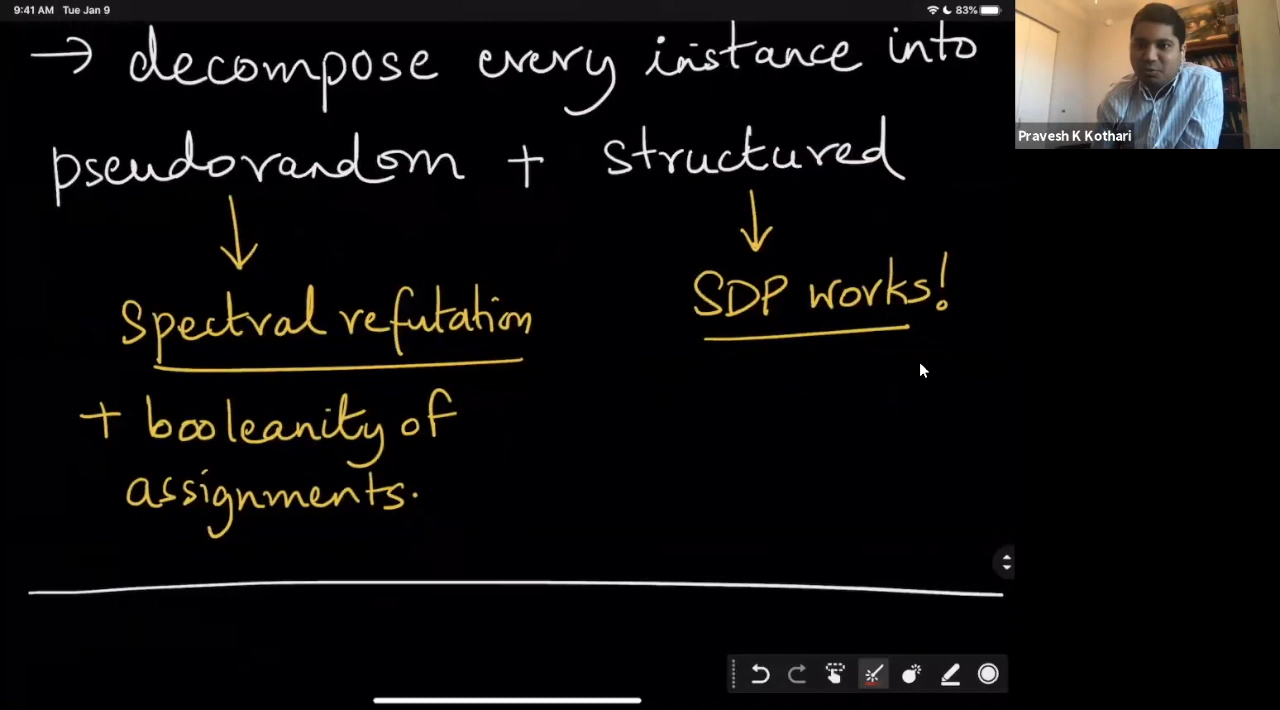 9:41 AM Tue Jan 9
83%
→ decompose every instance into
pseudorandom + structured
Spectral refutation
SDP works!
+ booleanity of
assignments.
Pravesh K Kothari